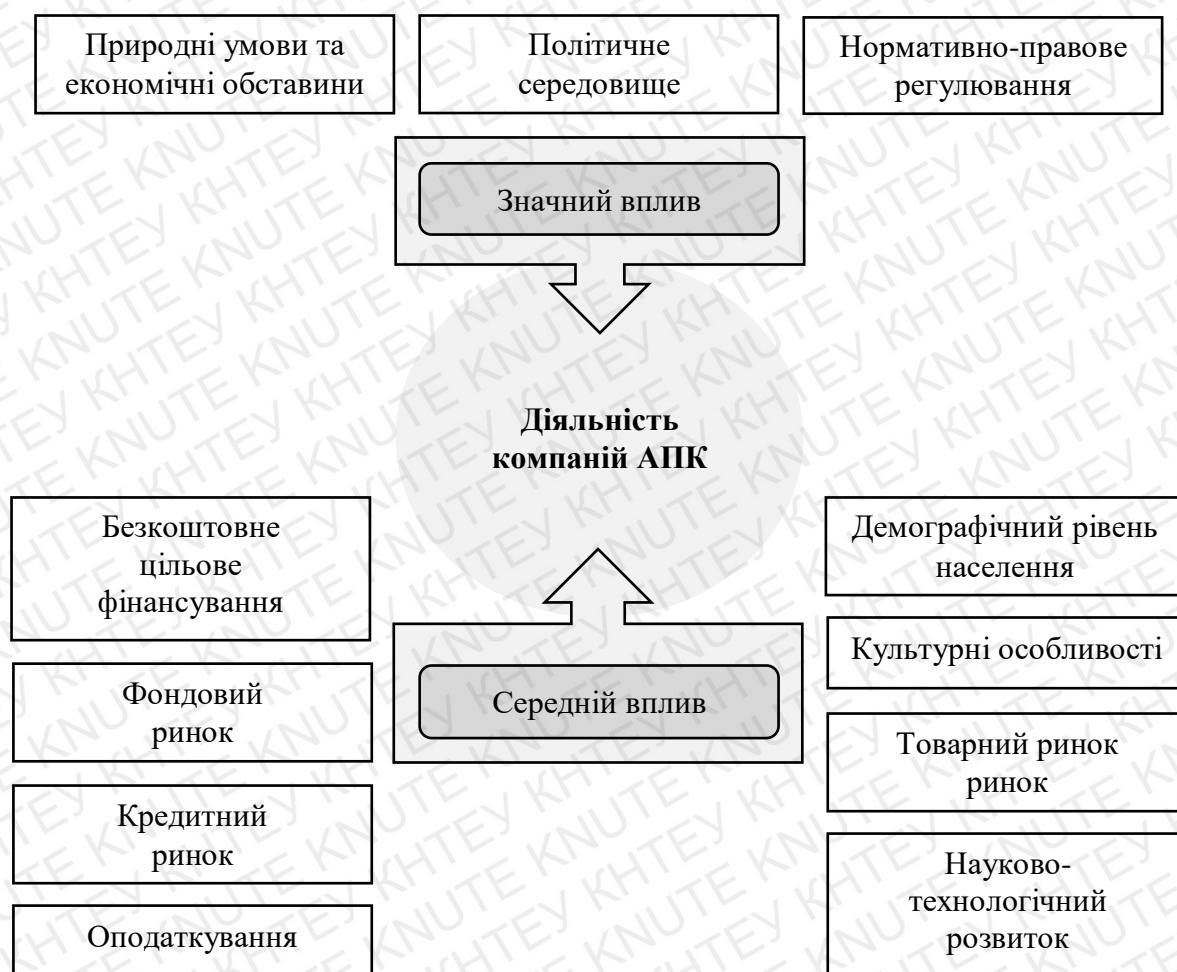 Природні умови та
економічні обставини
Політичне
середовище
Нормативно-правове
регулювання
Значний вплив
Діяльність
компаній АПК
Безкоштовне
цільове
фінансування
Фондовий
ринок
Кредитний
ринок
Оподаткування
Середній вплив
Демографічний рівень
населення
Культурні особливості
Товарний ринок
ринок
Науково-
технологічний
розвиток